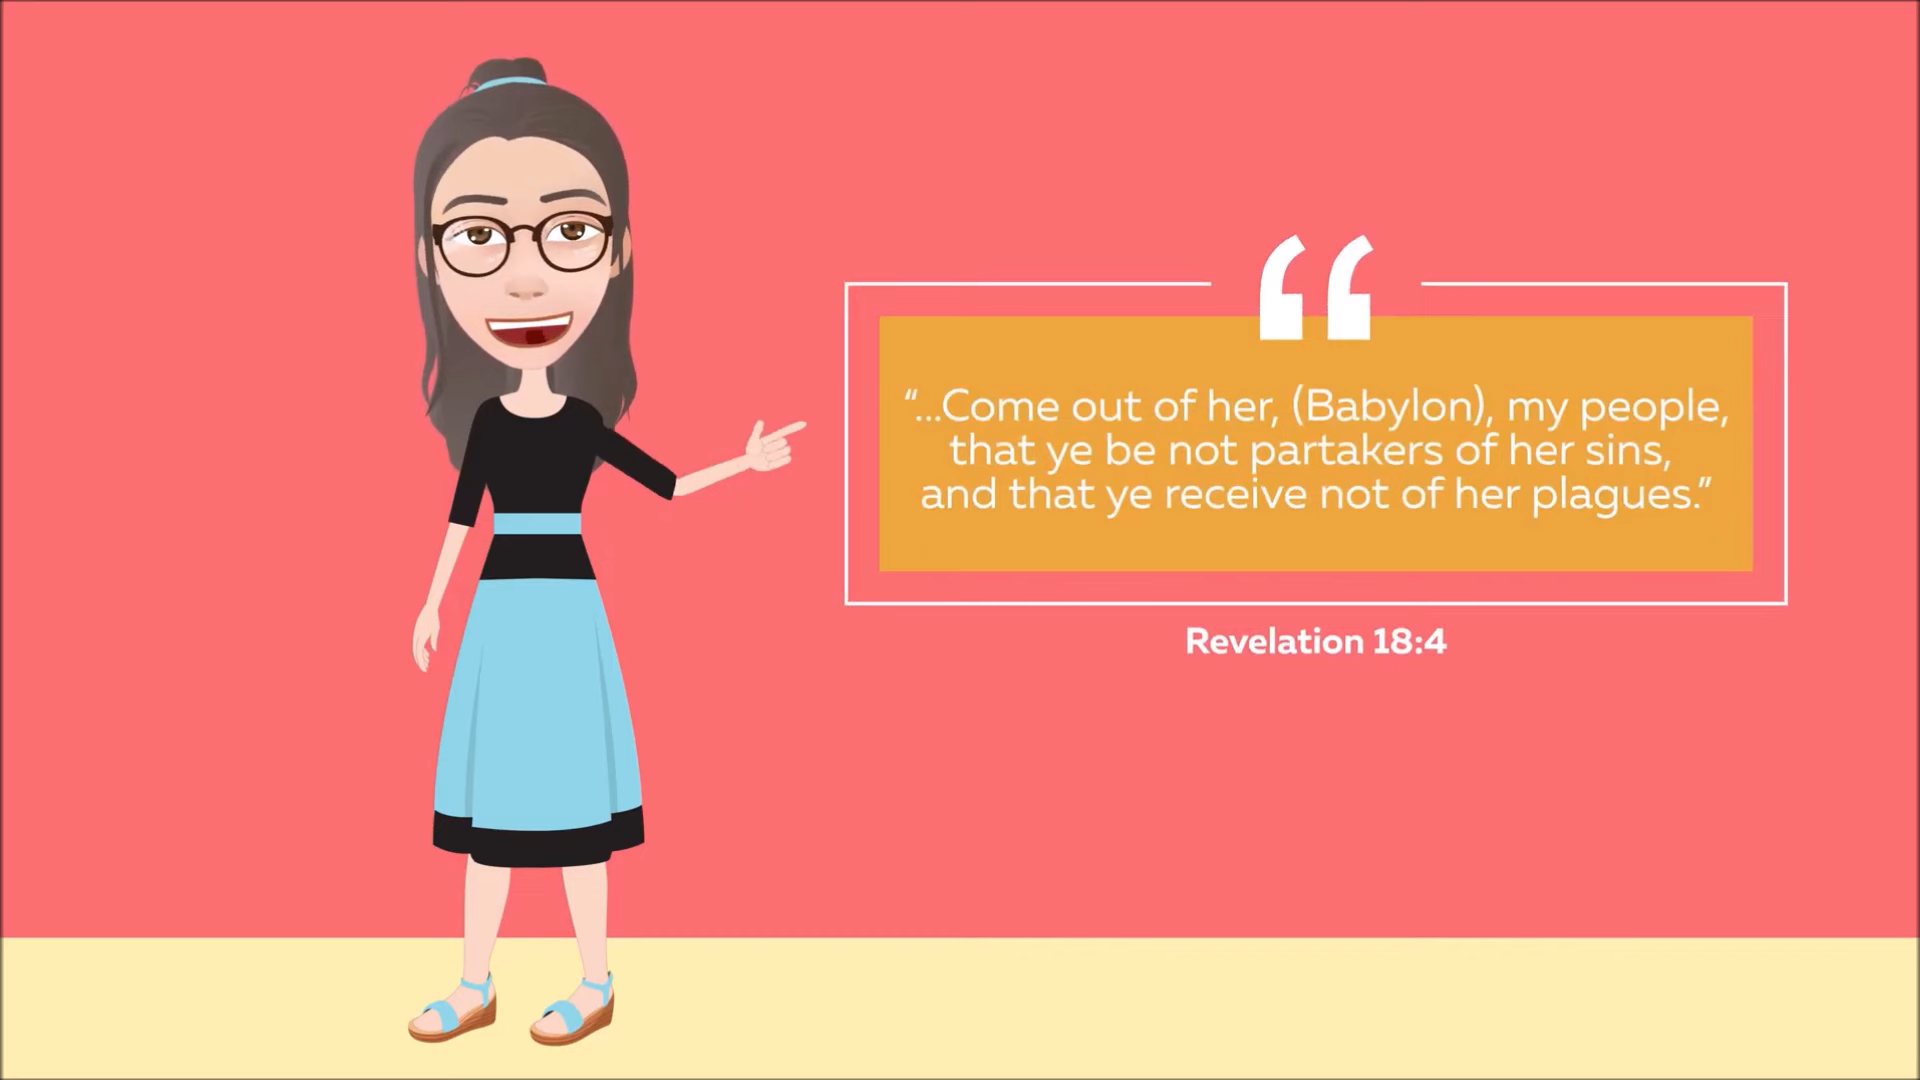 “...Come out of her, (Babylon), my people,
that ye be not partakers of her sins,
and that ye receive not of her plagues.”
Revelation 18:4